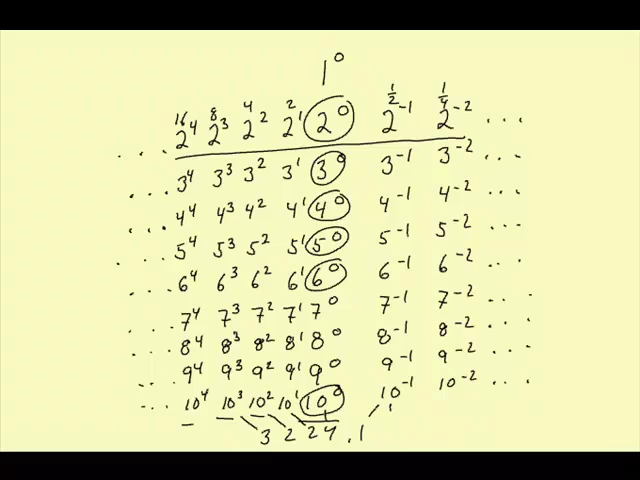 1⁰
16 8 4 2 1/2 1/4
. . . 2⁴ 2³ 2² 2¹ 2⁰ 2⁻¹ 2⁻² . . .
. . . 3⁴ 3³ 3² 3¹ 3⁰ 3⁻¹ 3⁻² . . .
. . . 4⁴ 4³ 4² 4¹ 4⁰ 4⁻¹ 4⁻² . . .
. . . 5⁴ 5³ 5² 5¹ 5⁰ 5⁻¹ 5⁻² . . .
. . . 6⁴ 6³ 6² 6¹ 6⁰ 6⁻¹ 6⁻² . . .
. . . 7⁴ 7³ 7² 7¹ 7⁰ 7⁻¹ 7⁻² . . .
. . . 8⁴ 8³ 8² 8¹ 8⁰ 8⁻¹ 8⁻² . . .
. . . 9⁴ 9³ 9² 9¹ 9⁰ 9⁻¹ 9⁻² . . .
. . . 10⁴ 10³ 10² 10¹ 10⁰ 10⁻¹ 10⁻² . . .
3 2 2 4 . 1